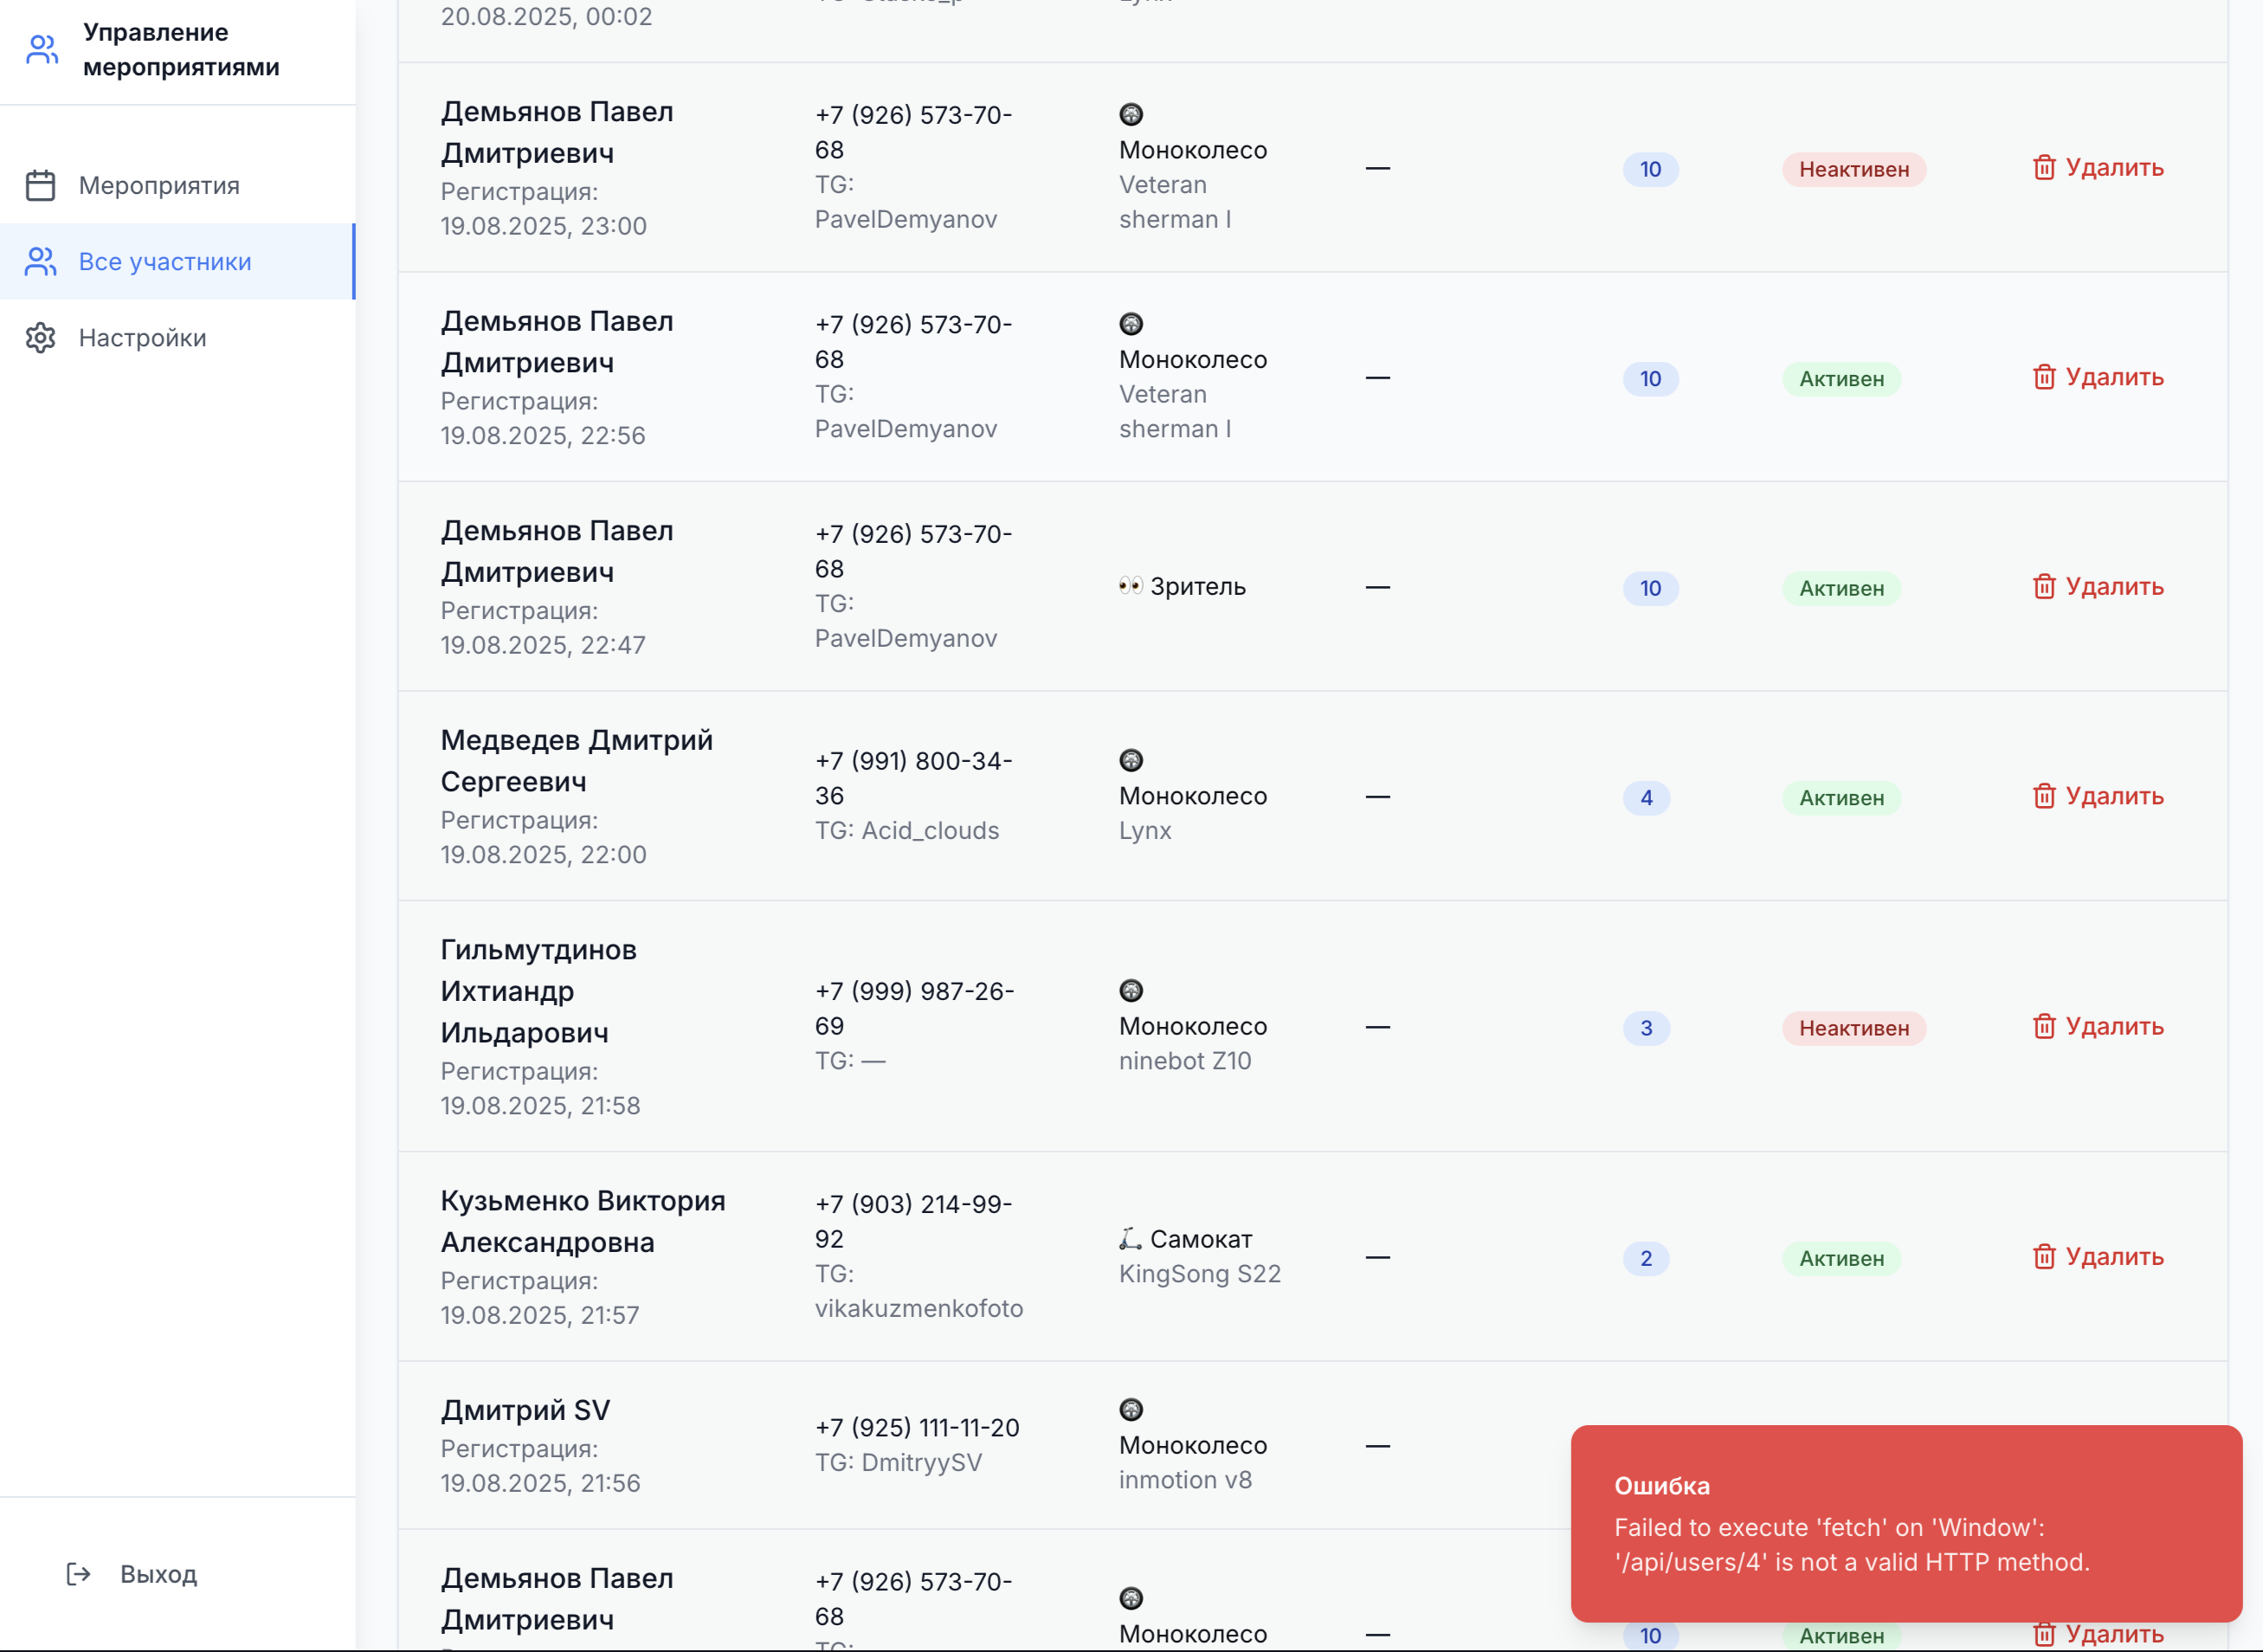 Управление
мероприятиями
Мероприятия
Все участники
Настройки
Выход
20.08.2025, 00:02
Демьянов Павел
Дмитриевич
Регистрация:
19.08.2025, 23:00
+7 (926) 573-70-
68
TG:
PavelDemyanov
Моноколесо
Veteran
sherman l
—
10
Неактивен
Удалить
Демьянов Павел
Дмитриевич
Регистрация:
19.08.2025, 22:56
+7 (926) 573-70-
68
TG:
PavelDemyanov
Моноколесо
Veteran
sherman l
—
10
Активен
Удалить
Демьянов Павел
Дмитриевич
Регистрация:
19.08.2025, 22:47
+7 (926) 573-70-
68
TG:
PavelDemyanov
👀 Зритель
—
10
Активен
Удалить
Медведев Дмитрий
Сергеевич
Регистрация:
19.08.2025, 22:00
+7 (991) 800-34-
36
TG: Acid_clouds
Моноколесо
Lynx
—
4
Активен
Удалить
Гильмутдинов
Ихтиандр
Ильдарович
Регистрация:
19.08.2025, 21:58
+7 (999) 987-26-
69
TG: —
Моноколесо
ninebot Z10
—
3
Неактивен
Удалить
Кузьменко Виктория
Александровна
Регистрация:
19.08.2025, 21:57
+7 (903) 214-99-
92
TG:
vikakuzmenkofoto
🛴 Самокат
KingSong S22
—
2
Активен
Удалить
Дмитрий SV
Регистрация:
19.08.2025, 21:56
+7 (925) 111-11-20
TG: DmitryySV
Моноколесо
inmotion v8
—
Демьянов Павел
Дмитриевич
+7 (926) 573-70-
68
TG:
Моноколесо
—
10
Активен
Удалить
Ошибка
Failed to execute 'fetch' on 'Window':
'/api/users/4' is not a valid HTTP method.